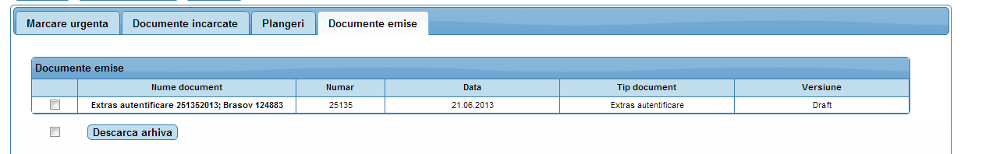 Marcare urgenta Documente incarcate Plangeri Documente emise
Documente emise
Nume document Numar Data Tip document Versiune
Extras autentificare 251352013; Brasov 124883 25135 21.06.2013 Extras autentificare Draft
Descarca arhiva